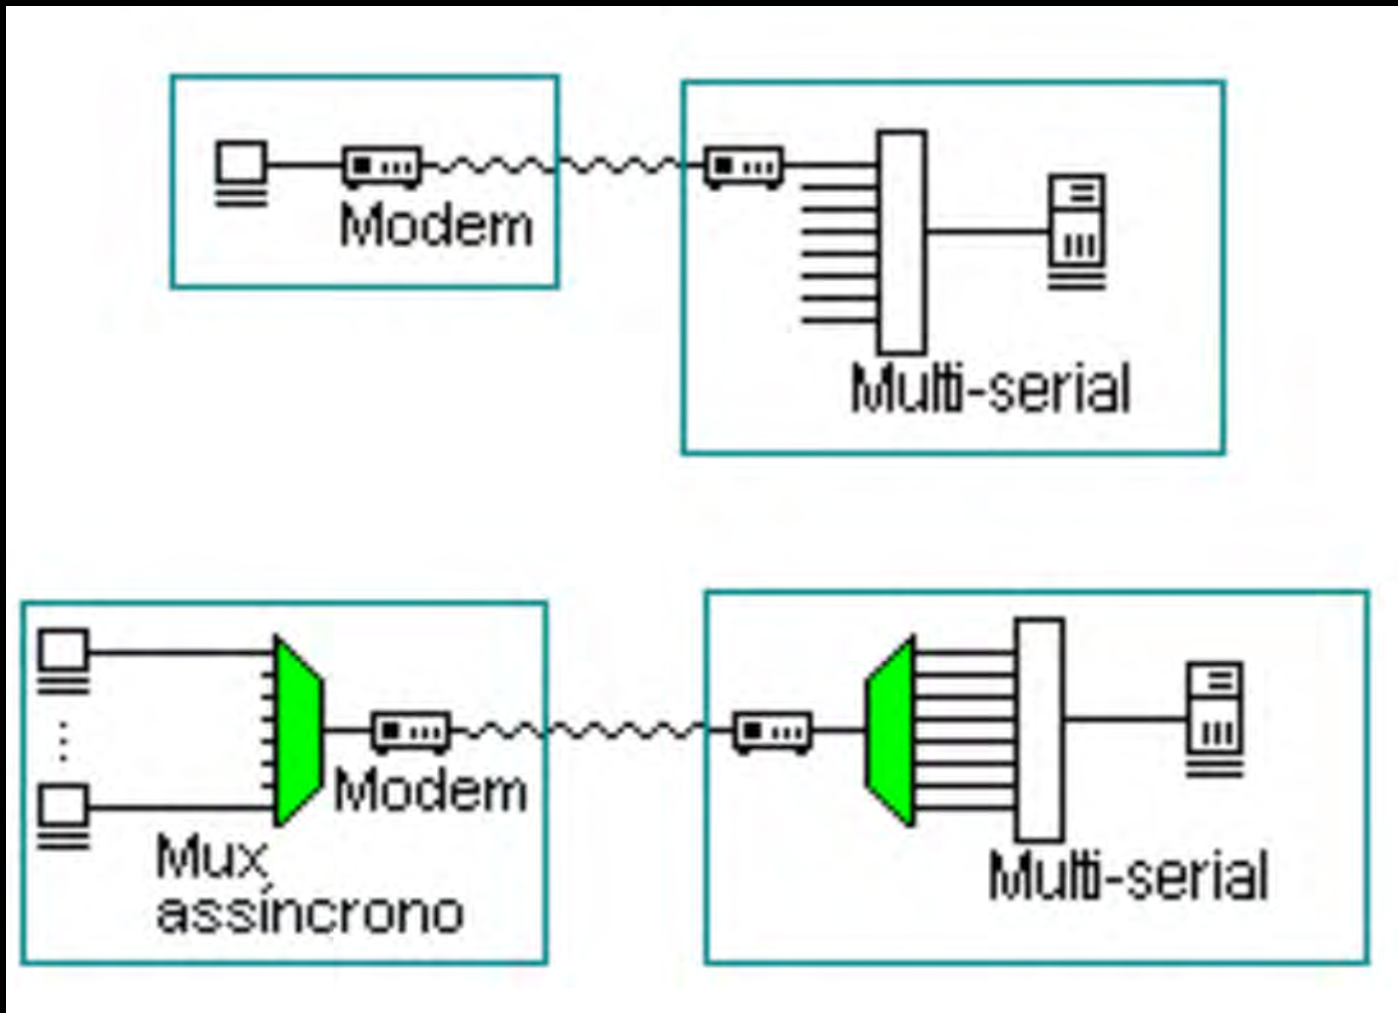 Modem
Multi-serial
Modem
Mux
assíncrono
Multi-serial